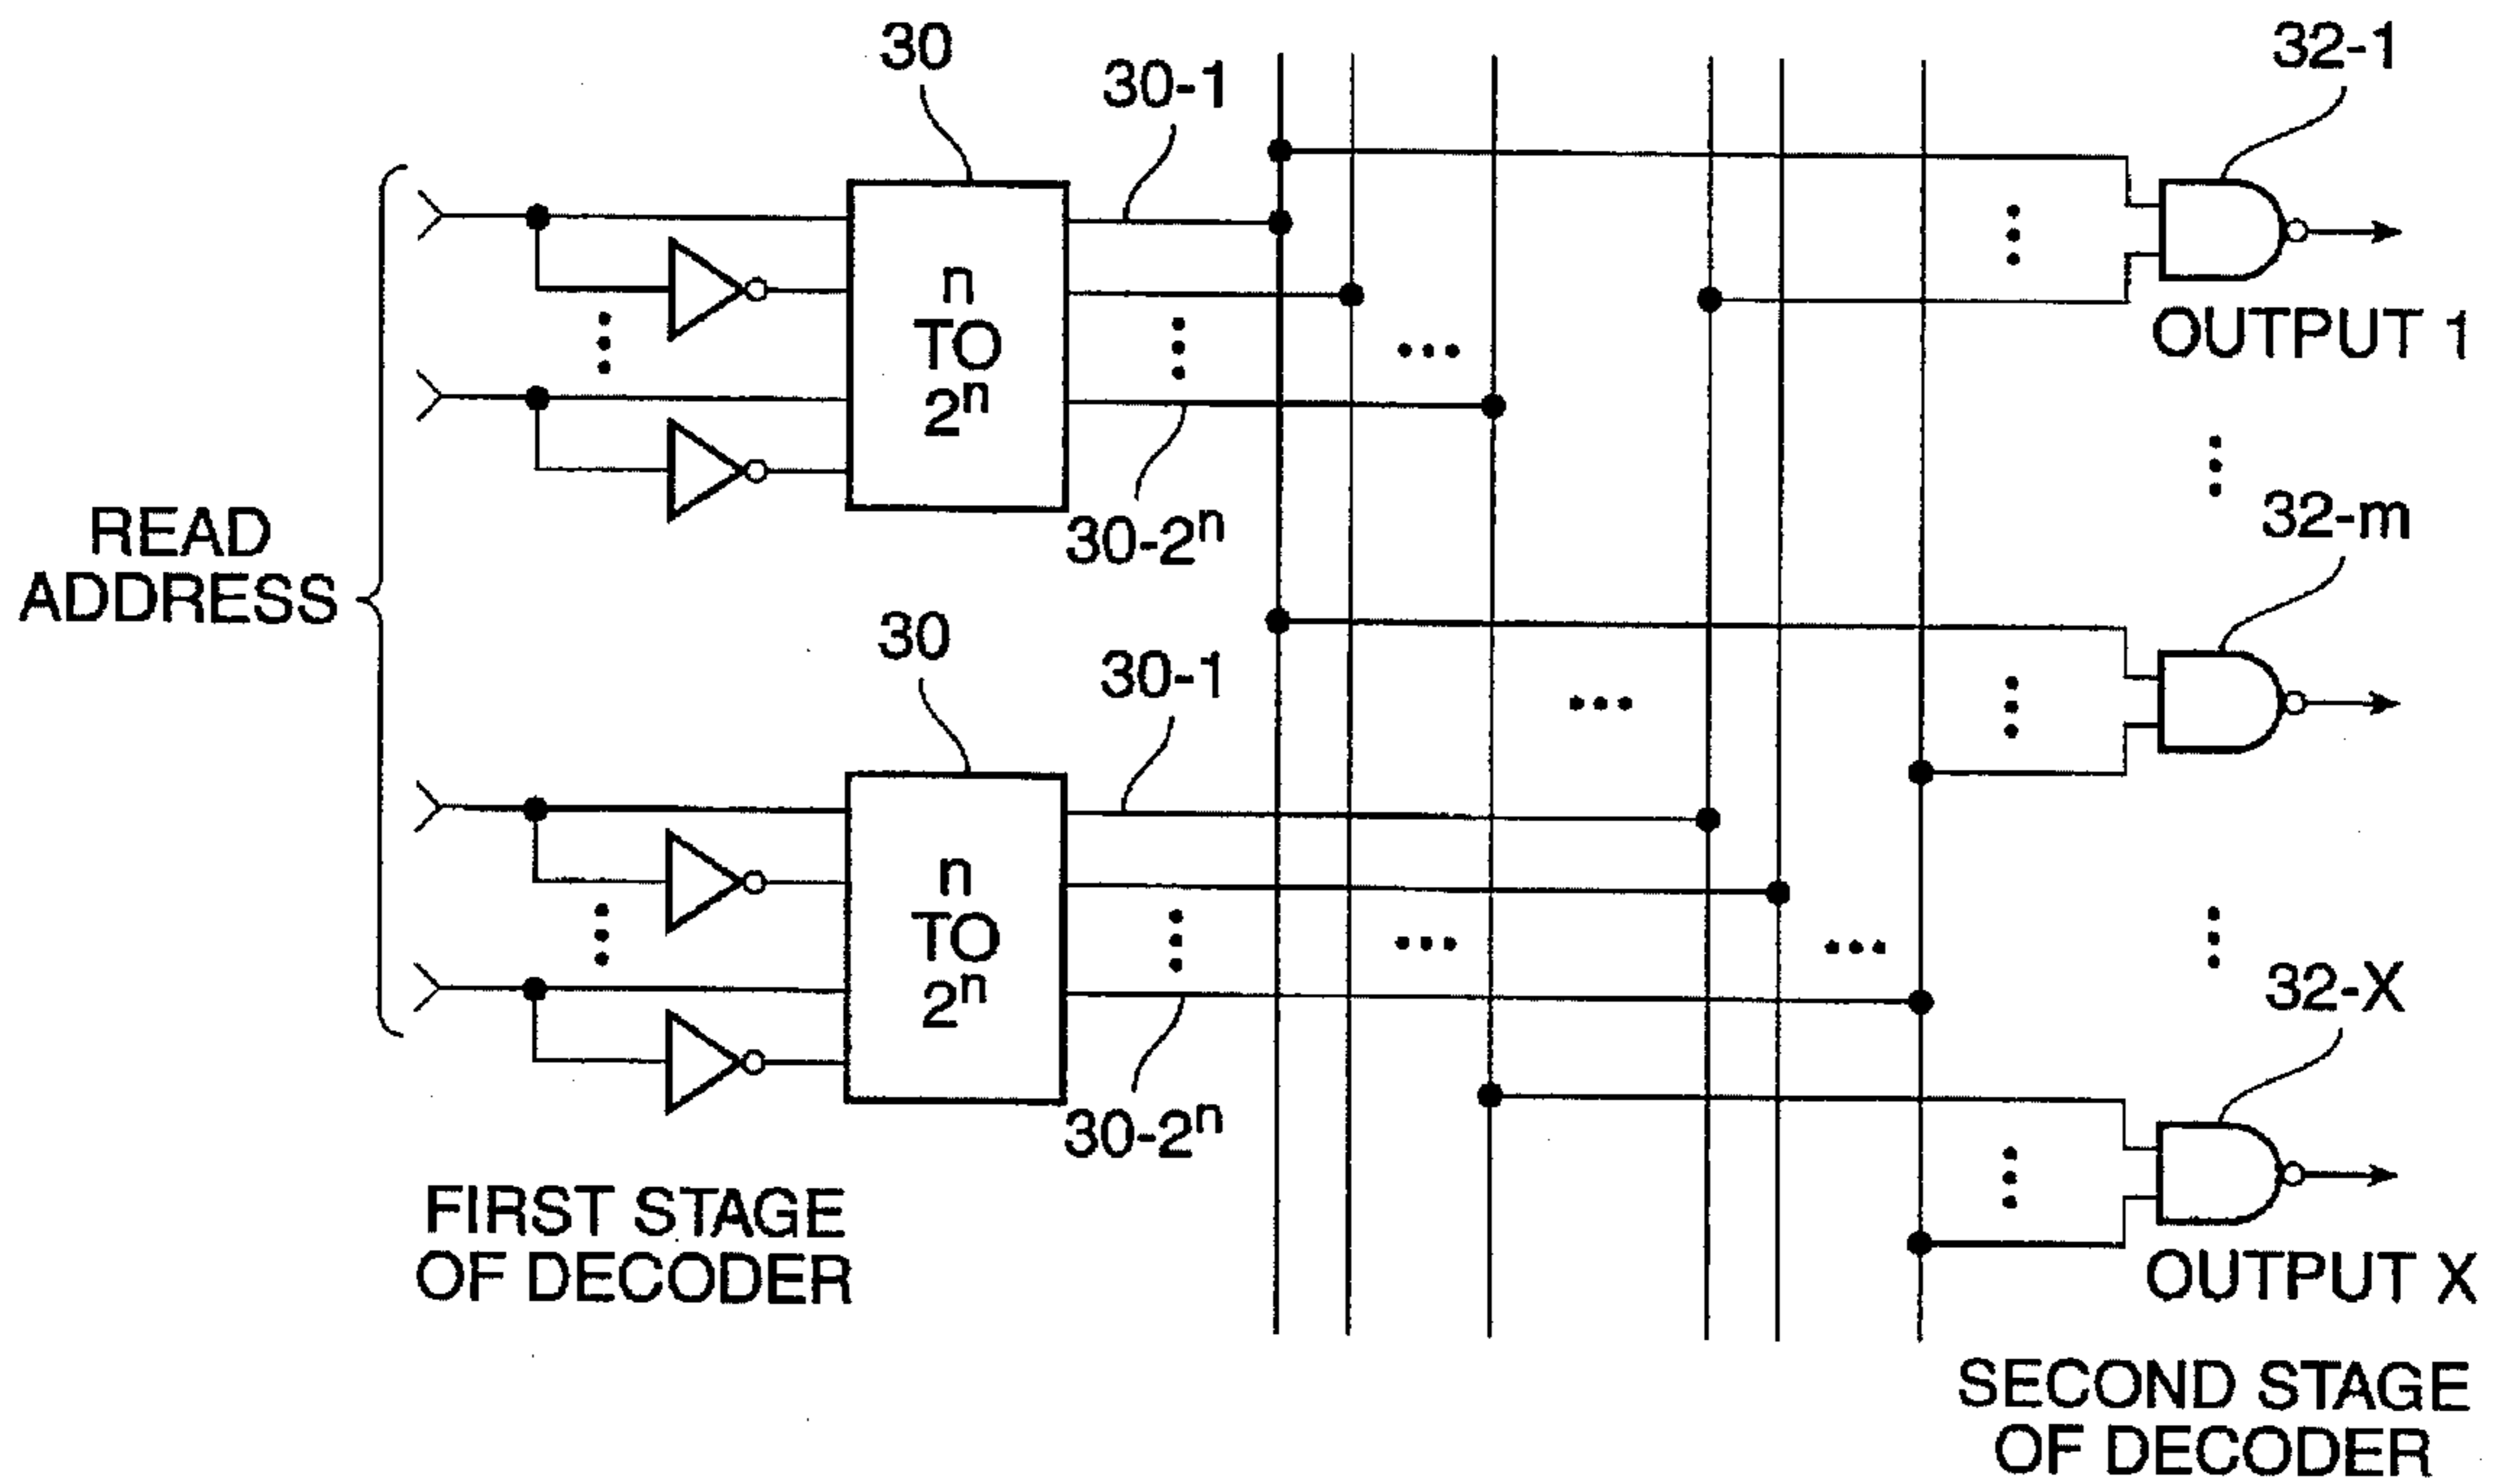 30
30-1
32-1
n
TO
2ⁿ
OUTPUT 1
30-2ⁿ
32-m
READ
ADDRESS
30
30-1
n
TO
2ⁿ
32-X
30-2ⁿ
FIRST STAGE
OF DECODER
OUTPUT X
SECOND STAGE
OF DECODER